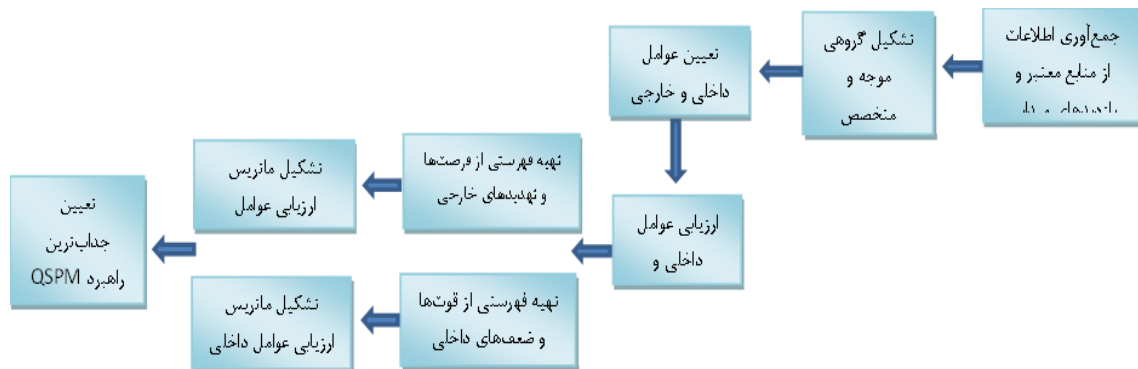 جمع‌آوری اطلاعات
از منابع معتبر و
تشکیل گروهی
موجه و
متخصص
تعیین عوامل
داخلی و خارجی
ارزیابی عوامل
داخلی و
تهیه فهرستی از فرصت‌ها
و تهدیدهای خارجی
تشکیل ماتریس
ارزیابی عوامل
تهیه فهرستی از قوت‌ها
و ضعف‌های داخلی
تشکیل ماتریس
ارزیابی عوامل داخلی
تعیین
جذاب‌ترین
راهبرد QSPM